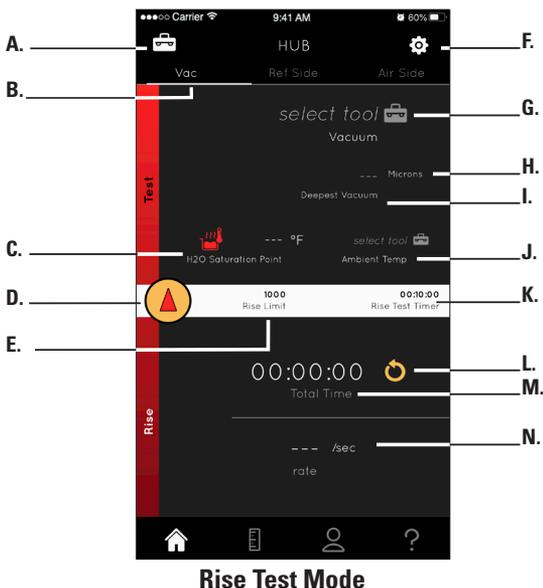 Carrier 9:41 AM 60%
A. HUB F.
B. Vac Ref Side Air Side
select tool G.
Vacuum
--- Microns H.
Deepest Vacuum I.
Test
C. --- °F select tool
H2O Saturation Point Ambient Temp J.
D. 1000 00:10:00 K.
Rise Limit Rise Test Timer
E.
00:00:00 L.
Total Time M.
Rise
--- /sec N.
rate
?
Rise Test Mode